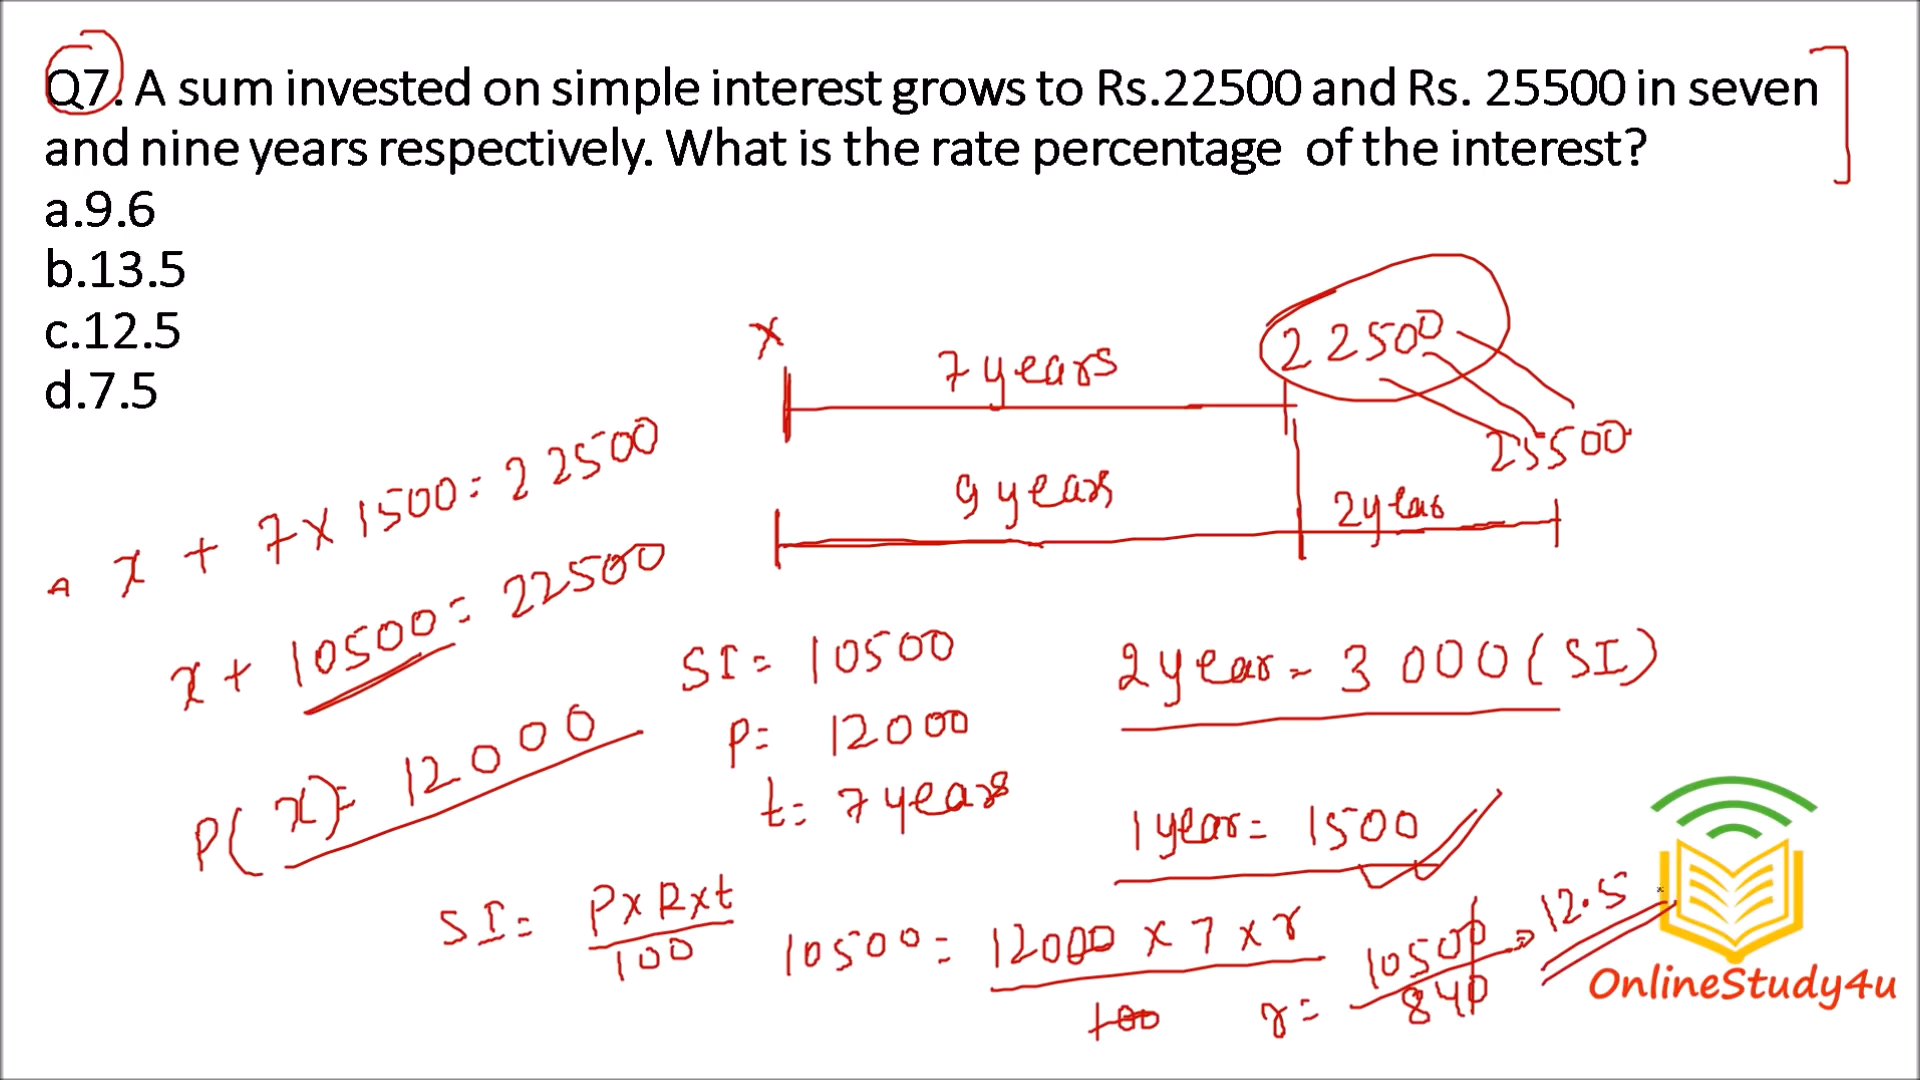 Q7. A sum invested on simple interest grows to Rs.22500 and Rs. 25500 in seven
and nine years respectively. What is the rate percentage of the interest?
a.9.6
b.13.5
c.12.5
d.7.5
x
7 years
22500
25500
9 years
2 year
A x + 7 x 1500 = 22500
x + 10500 = 22500
P(x) = 12000
SI = 10500
P = 12000
t = 7 years
2 year = 3000 (SI)
1 year = 1500
SI = P x R x t / 100
10500 = 12000 x 7 x r / 100
r = 10500 / 840 = 12.5
OnlineStudy4u